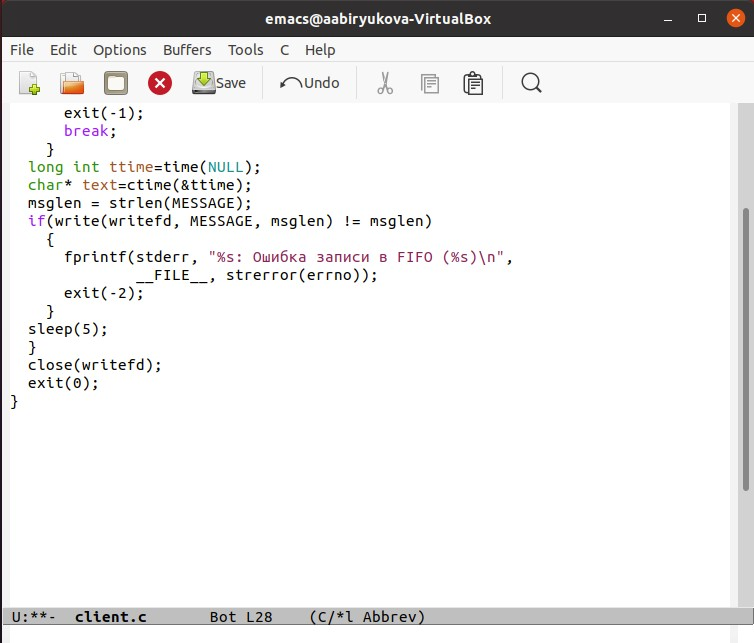 emacs@aabiryukova-VirtualBox
File Edit Options Buffers Tools C Help
Save Undo
exit(-1);
break;
}
long int ttime=time(NULL);
char* text=ctime(&ttime);
msglen = strlen(MESSAGE);
if(write(writefd, MESSAGE, msglen) != msglen)
{
fprintf(stderr, "%s: Ошибка записи в FIFO (%s)\n",
__FILE__, strerror(errno));
exit(-2);
}
sleep(5);
}
close(writefd);
exit(0);
}
U:**- client.c Bot L28 (C/*l Abbrev)